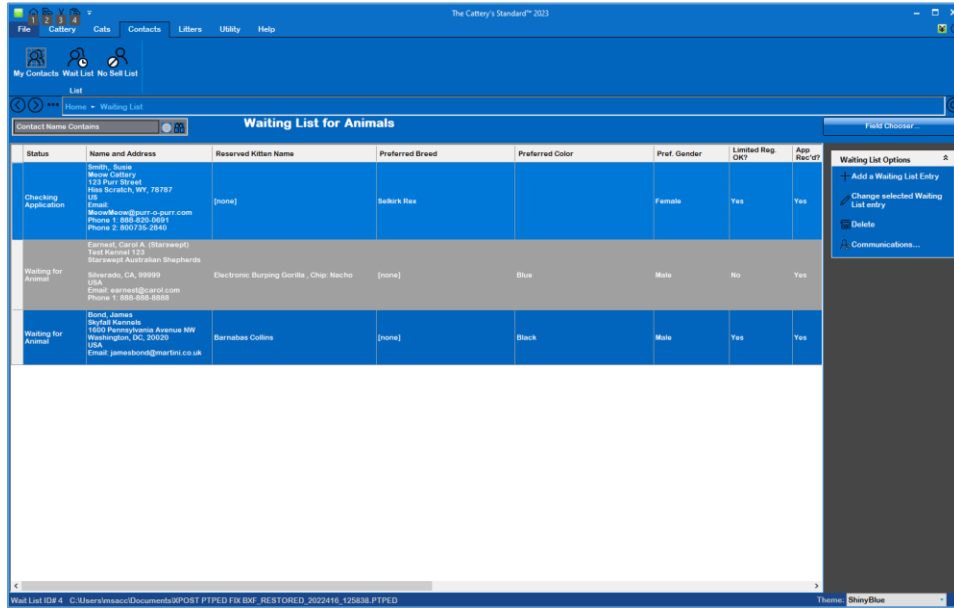 The Cattery's Standard™ 2023
1 2 3 4
File Cattery Cats Contacts Litters Utility Help
My Contacts Wait List No Sell List
List
Home Waiting List
Contact Name Contains
Waiting List for Animals
Field Chooser...
Status Name and Address Reserved Kitten Name Preferred Breed Preferred Color Pref. Gender Limited Reg. OK? App Rec'd?
Smith,, Susie
Meow Cattery
123 Purr Street
Hiss Scratch, WY, 78787
US
Email:
MeowMeow@purr-o-purr.com
Phone 1: 888-820-0691
Phone 2: 800735-2840
Checking Application [none] Selkirk Rex Female Yes Yes
Earnest, Carol A. (Starswept)
Test Kennel 123
Starswept Australian Shepherds
Silverado, CA, 99999
USA
Email: earnest@carol.com
Phone 1: 888-888-8888
Waiting for Animal Electronic Burping Gorilla , Chip: Nacho [none] Blue Male No Yes
Bond, James
Skyfall Kennels
1600 Pennsylvania Avenue NW
Washington, DC, 20020
USA
Email: jamesbond@martini.co.uk
Waiting for Animal Barnabas Collins [none] Black Male Yes Yes
Waiting List Options
Add a Waiting List Entry
Change selected Waiting
List entry
Delete
Communications...
Wait List ID# 4 C:\Users\msacc\Documents\XPOST PTPED FIX BXF_RESTORED_2022416_125638.PTPED
Theme: ShinyBlue